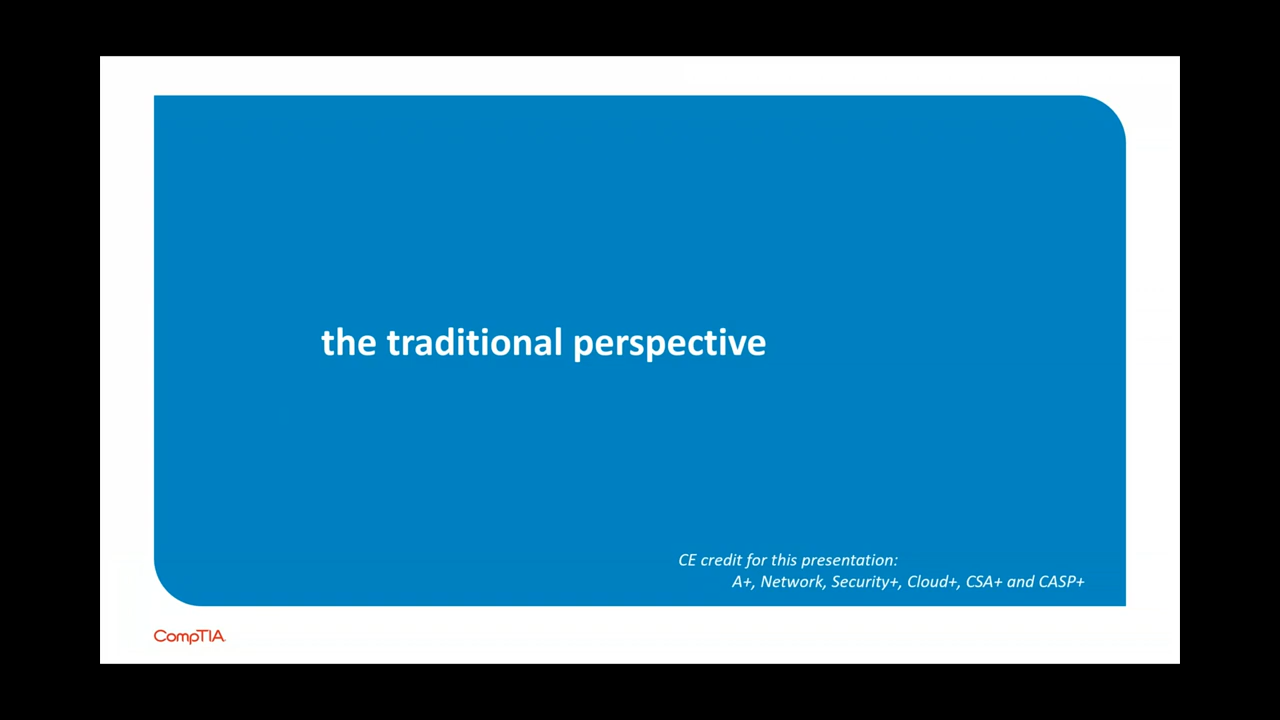 the traditional perspective
CE credit for this presentation:
A+, Network, Security+, Cloud+, CSA+ and CASP+
CompTIA.